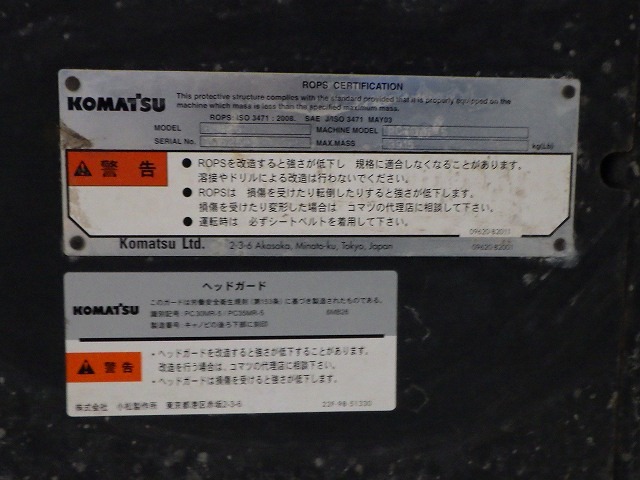 KOMATSU
ROPS CERTIFICATION
This protective structure complies with the standard provided that it is properly equipped on the
machine which mass is less than the specified maximum mass.
ROPS: ISO 3471 : 2008. SAE J/ISO 3471 MAY03
MODEL MACHINE MODEL
SERIAL No. MAX.MASS kg(Lb)
警告
● ROPSを改造すると強さが低下し 規格に適合しなくなることがあります。
溶接やドリルによる改造は行わないでください。
● ROPSは 損傷を受けたり転倒したりすると強さが低下します。
損傷を受けたり変形した場合は コマツの代理店に相談して下さい。
● 運転時は 必ずシートベルトを着用して下さい。
09620-B2001
Komatsu Ltd. 2-3-6 Akasaka, Minato-ku, Tokyo, Japan 09620-B2001
ヘッドガード
KOMATSU
このガードは労働安全衛生規則(第153条)に基づき製造されたものである。
識別記号:PC30MR-5/PC35MR-5
製造番号:キャノピの後ろ下部に刻印
警告
・ヘッドガードを改造すると強さが低下することがあります。
改造を行う場合は、コマツの代理店に相談下さい。
・ヘッドガードは損傷を受けると強さが低下します。
株式会社 小松製作所 東京都港区赤坂2-3-6 22F-98-51330